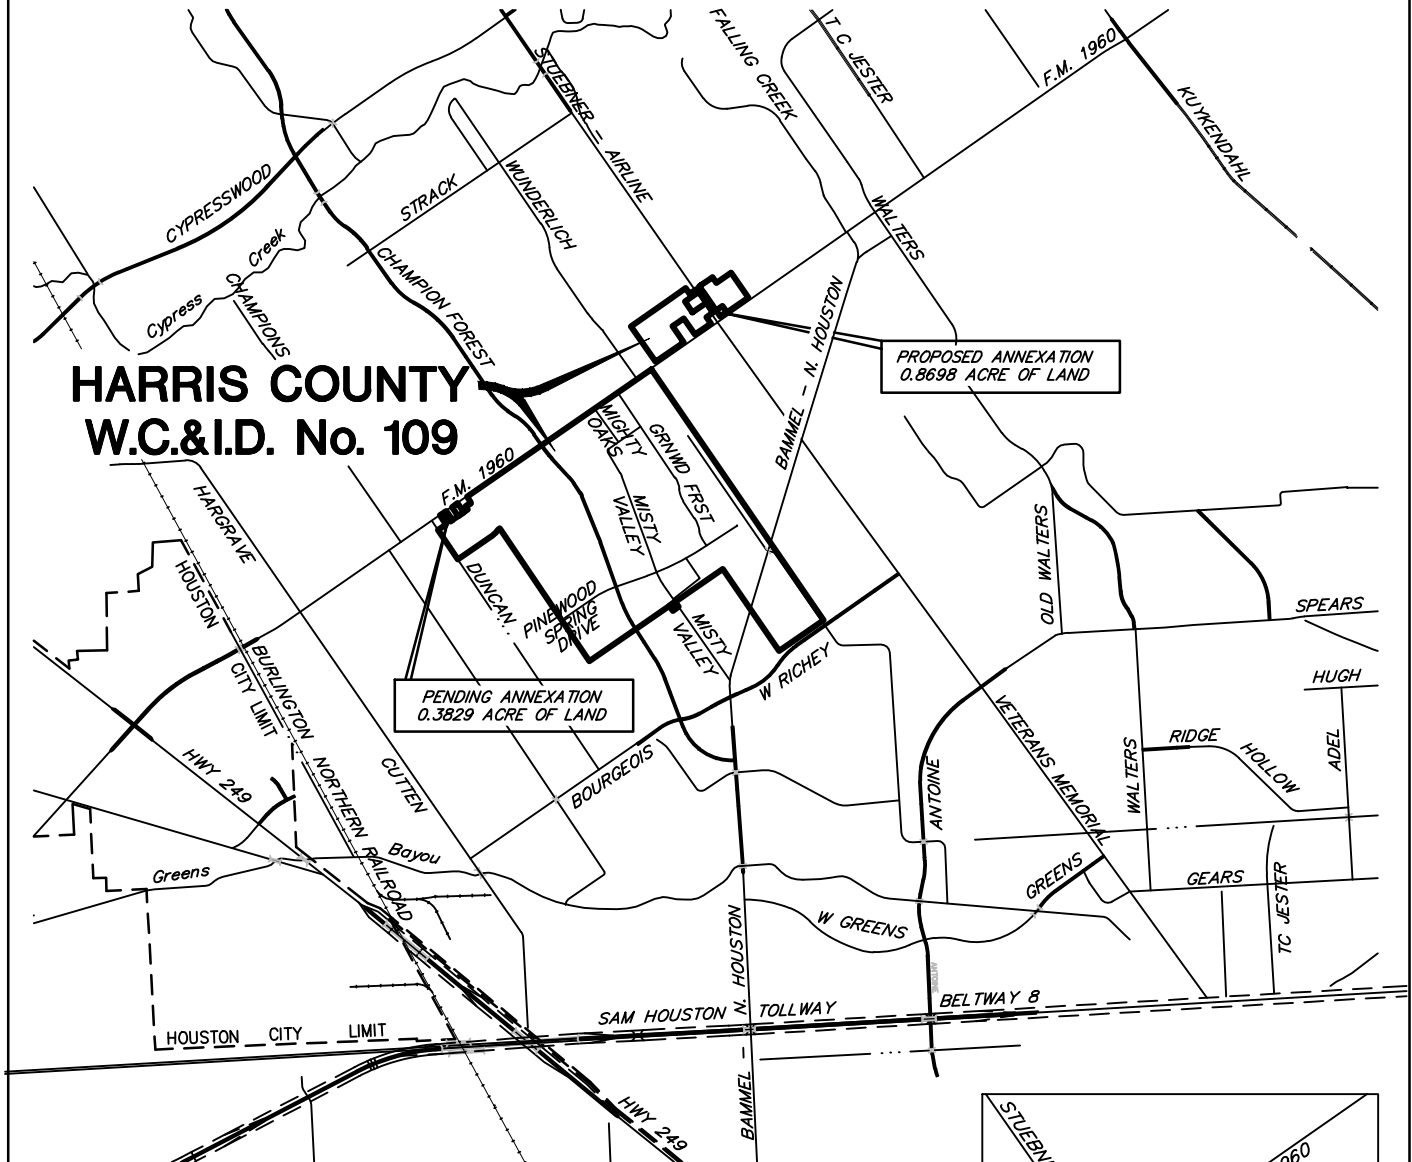 FALLING CREEK
T C JESTER
F.M. 1960
KUYKENDAHL
STUEBNER - AIRLINE
CYPRESSWOOD
STRACK
WUNDERLICH
WALTERS
Cypress Creek
CHAMPIONS
CHAMPION FOREST
BAMMEL - N. HOUSTON
PROPOSED ANNEXATION
0.8698 ACRE OF LAND
HARRIS COUNTY
W.C.&I.D. No. 109
MIGHTY
OAKS
GRNWD FRST
F.M. 1960
HARGRAVE
MISTY
VALLEY
OLD WALTERS
HOUSTON
CITY LIMIT
DUNCAN
PINEWOOD
SPRING
DRIVE
MISTY
VALLEY
SPEARS
BURLINGTON
NORTHERN
RAILROAD
W RICHEY
HUGH
PENDING ANNEXATION
0.3829 ACRE OF LAND
VETERANS MEMORIAL
RIDGE
HOLLOW
ADEL
WALTERS
HWY 249
CUTTEN
BOURGEOIS
ANTOINE
Greens
Bayou
GREENS
GEARS
TC JESTER
W GREENS
ANTOINE
BAMMEL - N. HOUSTON
SAM HOUSTON TOLLWAY
BELTWAY 8
HOUSTON CITY LIMIT
HWY 249
STUEBN
960